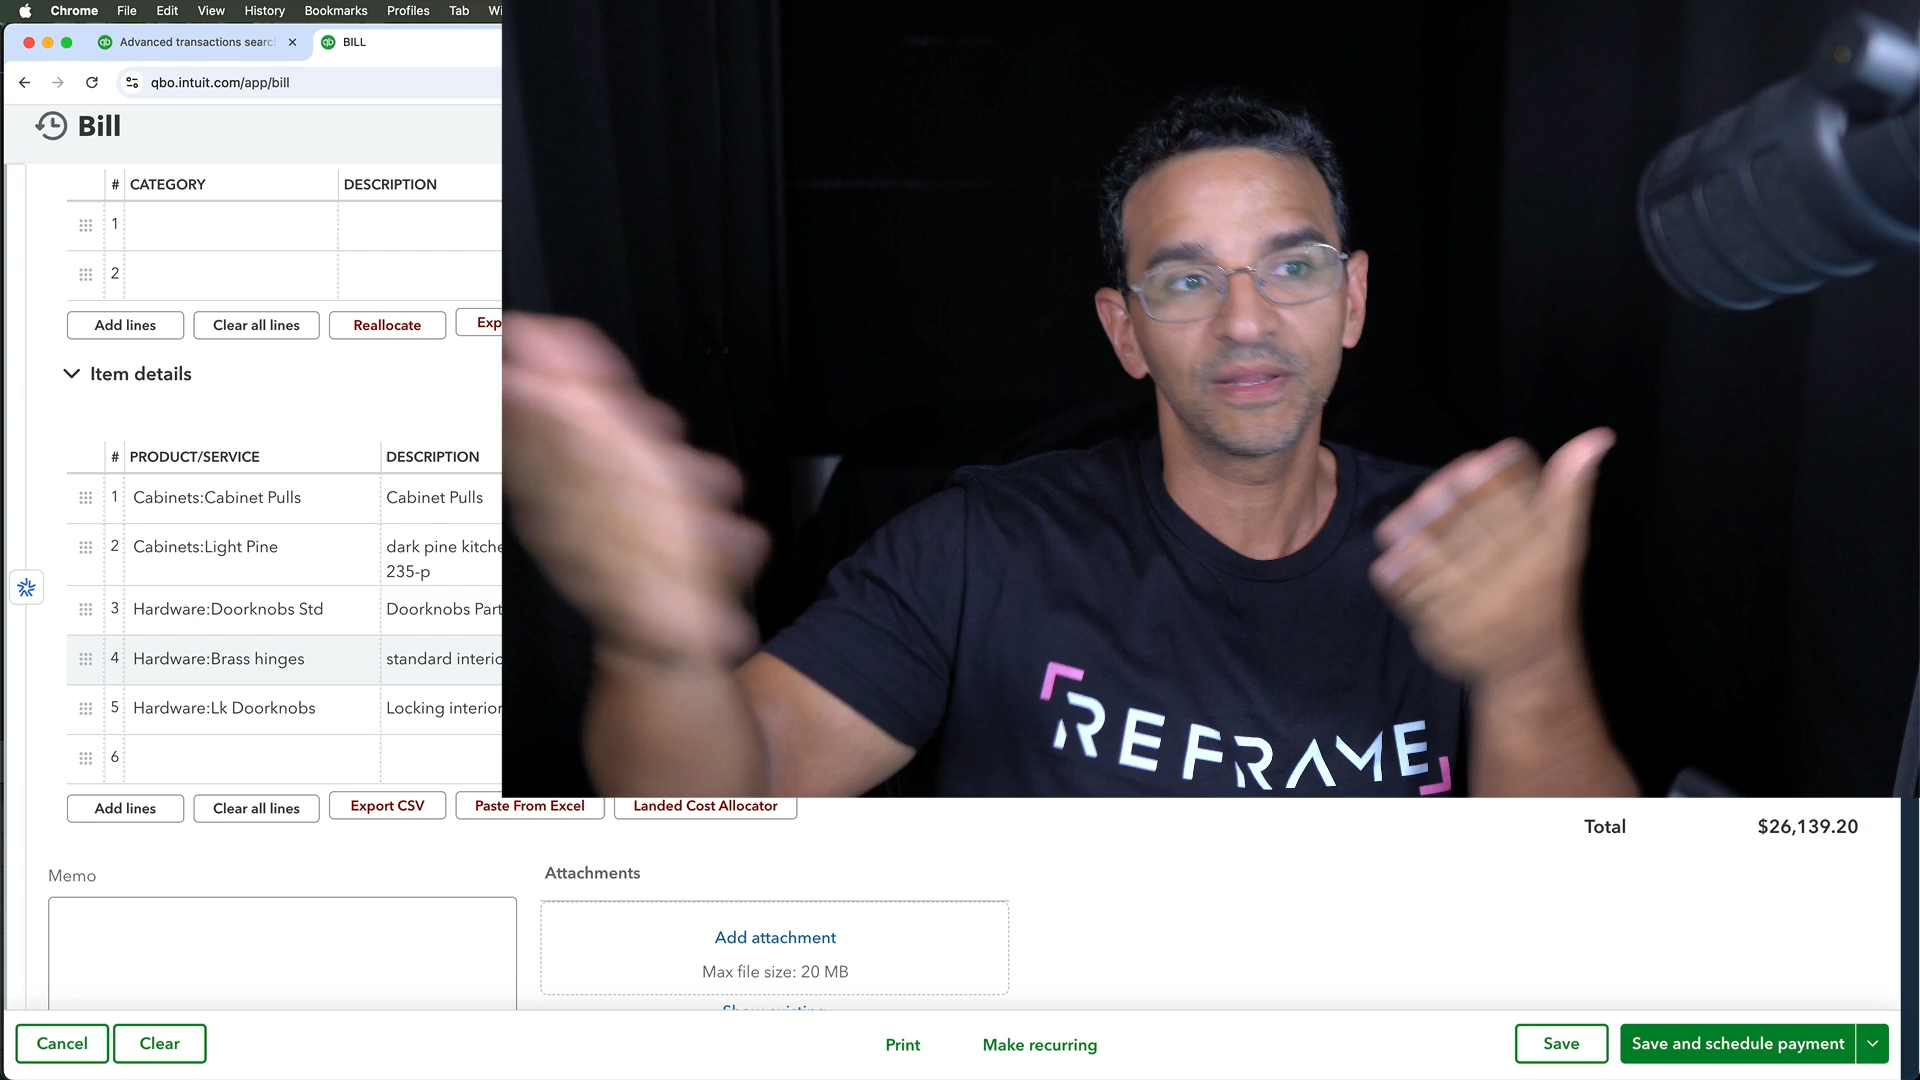 Chrome File Edit View History Bookmarks Profiles Tab Wi
Advanced transactions searc
BILL
qbo.intuit.com/app/bill
Bill
# CATEGORY DESCRIPTION
1
2
Add lines Clear all lines Reallocate Exp
Item details
# PRODUCT/SERVICE DESCRIPTION
1 Cabinets:Cabinet Pulls Cabinet Pulls
2 Cabinets:Light Pine dark pine kitche
235-p
3 Hardware:Doorknobs Std Doorknobs Part
4 Hardware:Brass hinges standard interio
5 Hardware:Lk Doorknobs Locking interior
6
REFRAME
Add lines Clear all lines Export CSV Paste From Excel Landed Cost Allocator
Total $26,139.20
Memo
Attachments
Add attachment
Max file size: 20 MB
Show existing
Cancel Clear Print Make recurring Save Save and schedule payment